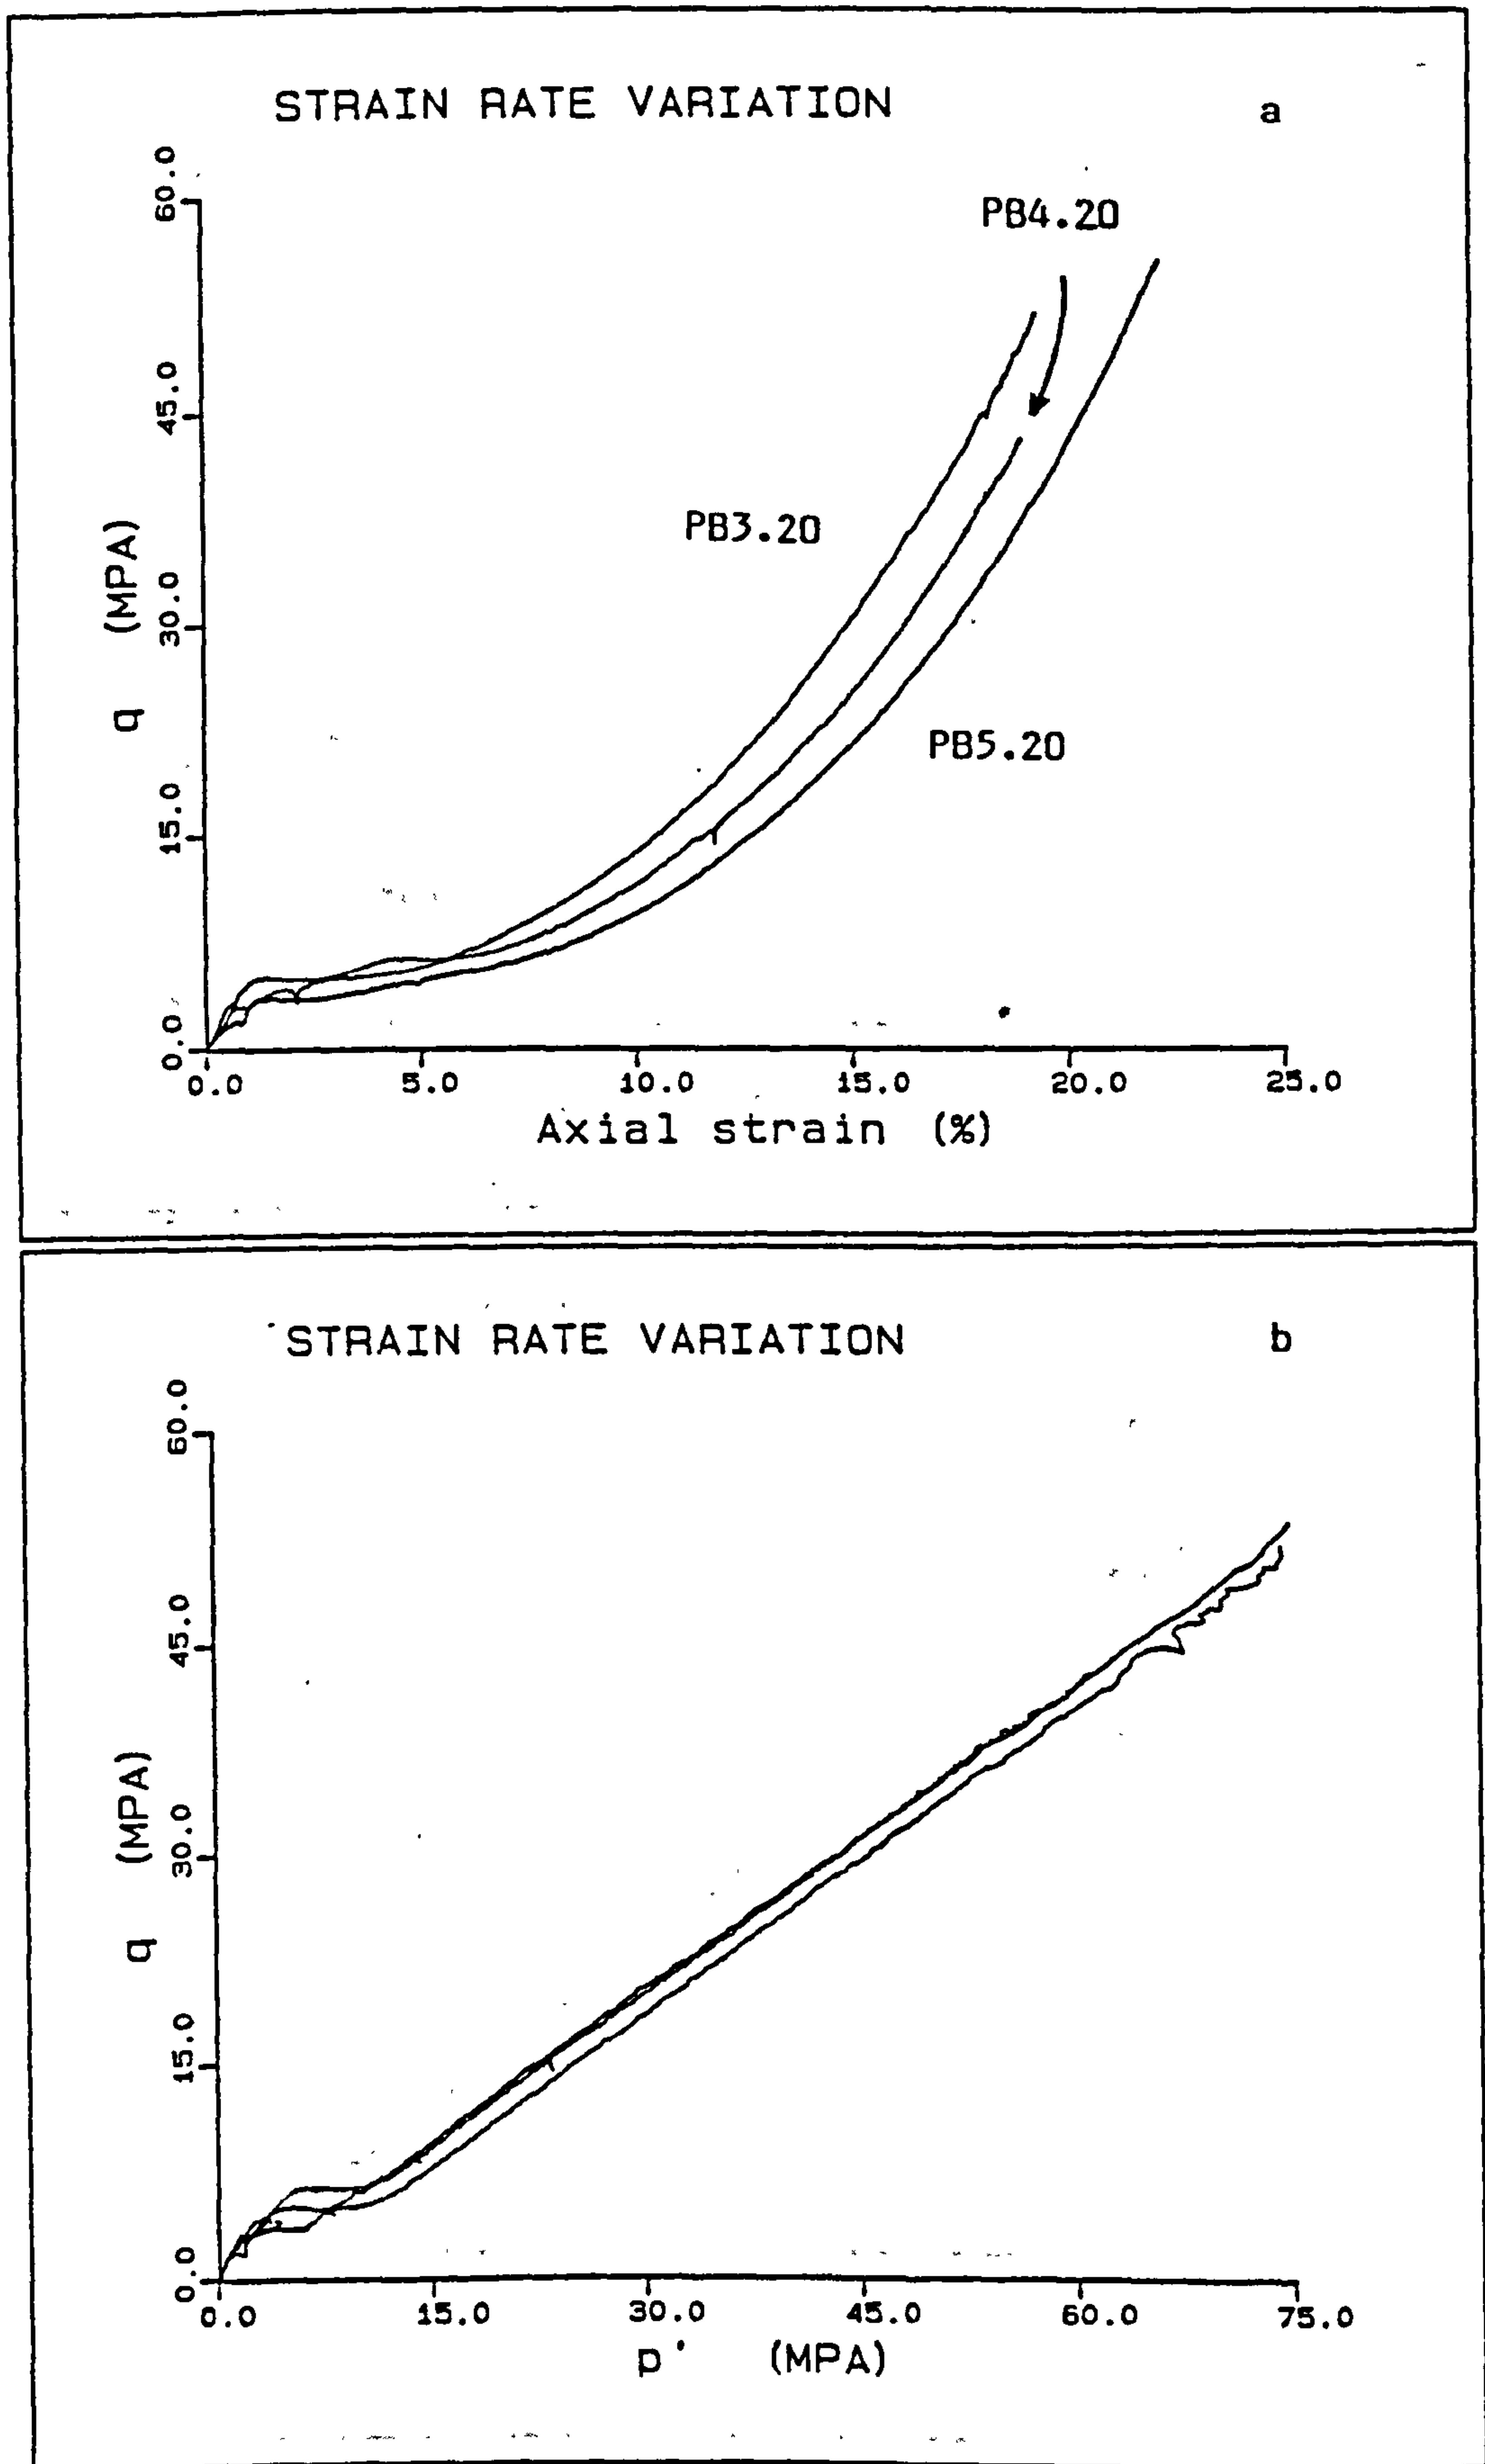 STRAIN RATE VARIATION a
60.0
PB4.20
45.0
PB3.20
q (MPA)
30.0
PB5.20
15.0
0.0
0.0 5.0 10.0 15.0 20.0 25.0
Axial strain (%)
STRAIN RATE VARIATION b
60.0
45.0
q (MPA)
30.0
15.0
0.0
0.0 15.0 30.0 45.0 60.0 75.0
p' (MPA)